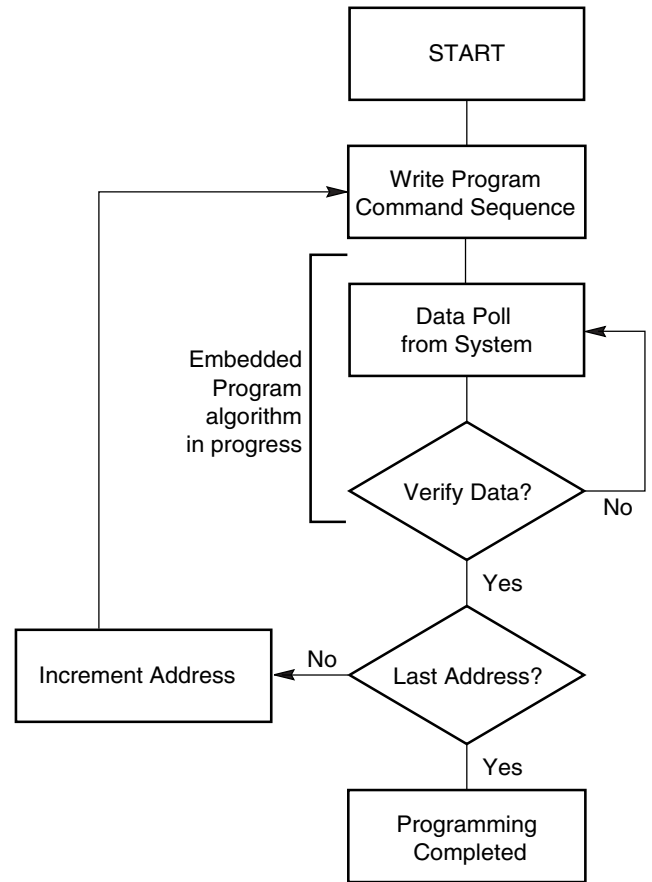 START
Write Program
Command Sequence
Data Poll
from System
Embedded
Program
algorithm
in progress
Verify Data?
No
Yes
Increment Address
No
Last Address?
Yes
Programming
Completed